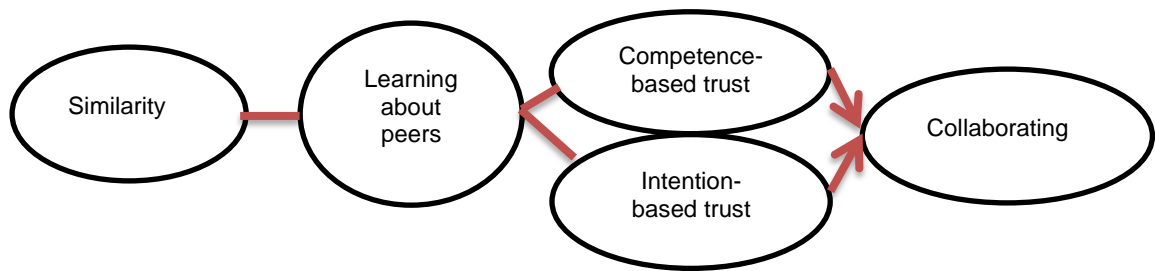 Similarity
Learning
about
peers
Competence-
based trust
Intention-
based trust
Collaborating